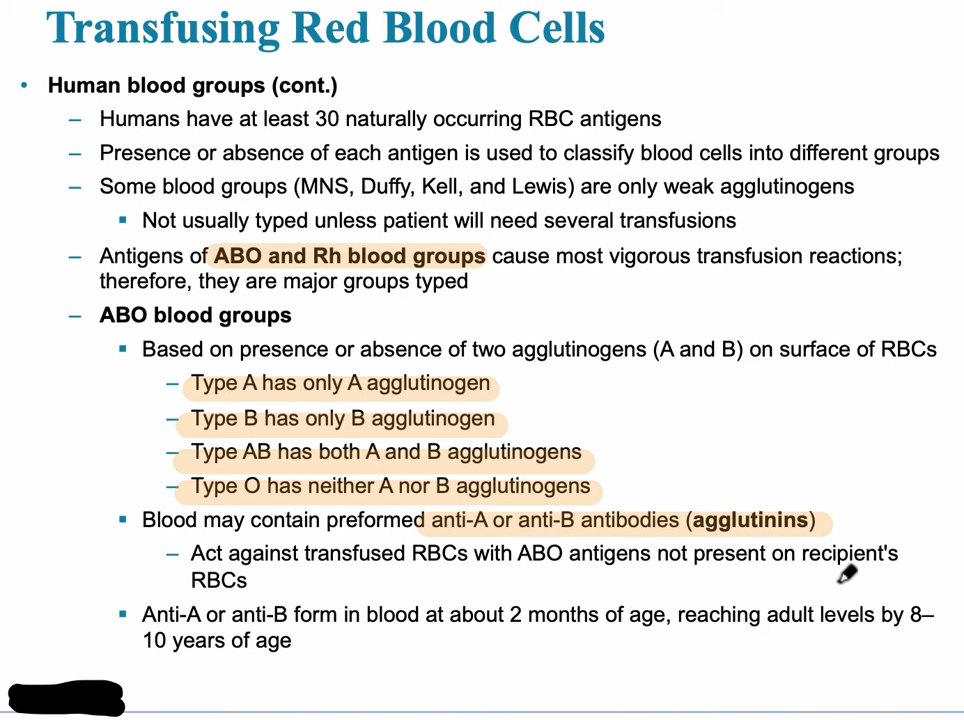 Transfusing Red Blood Cells
• Human blood groups (cont.)
– Humans have at least 30 naturally occurring RBC antigens
– Presence or absence of each antigen is used to classify blood cells into different groups
– Some blood groups (MNS, Duffy, Kell, and Lewis) are only weak agglutinogens
▪ Not usually typed unless patient will need several transfusions
– Antigens of ABO and Rh blood groups cause most vigorous transfusion reactions;
therefore, they are major groups typed
– ABO blood groups
▪ Based on presence or absence of two agglutinogens (A and B) on surface of RBCs
– Type A has only A agglutinogen
– Type B has only B agglutinogen
– Type AB has both A and B agglutinogens
– Type O has neither A nor B agglutinogens
▪ Blood may contain preformed anti-A or anti-B antibodies (agglutinins)
– Act against transfused RBCs with ABO antigens not present on recipient's
RBCs
▪ Anti-A or anti-B form in blood at about 2 months of age, reaching adult levels by 8–
10 years of age